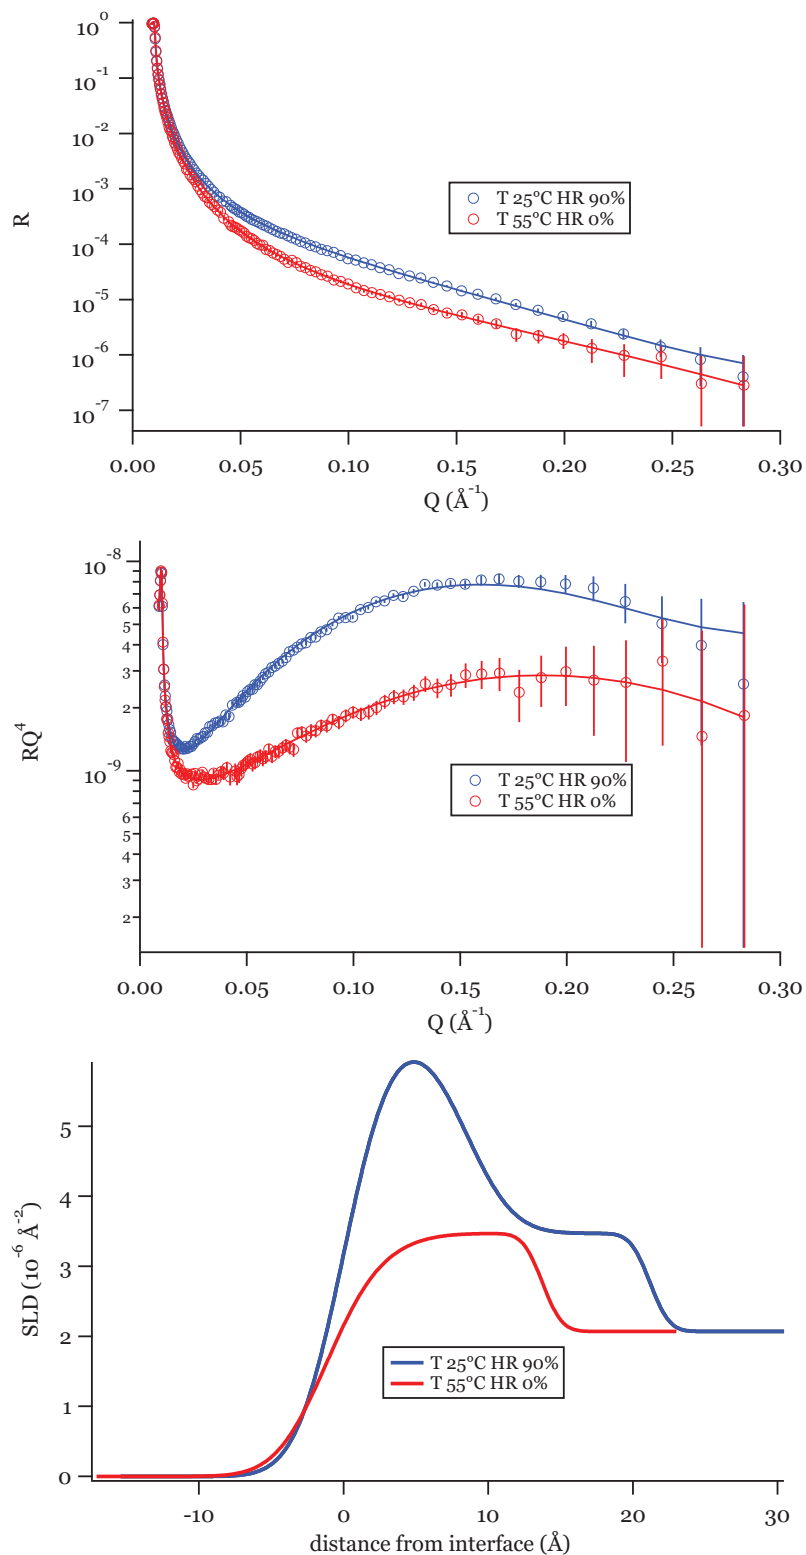 10⁰
10⁻¹
10⁻²
10⁻³
10⁻⁴
10⁻⁵
10⁻⁶
10⁻⁷
R
T 25°C HR 90%
T 55°C HR 0%
0.00 0.05 0.10 0.15 0.20 0.25 0.30
Q (Å⁻¹)
10⁻⁸
6
5
4
3
2
10⁻⁹
6
5
4
3
2
RQ⁴
T 25°C HR 90%
T 55°C HR 0%
0.00 0.05 0.10 0.15 0.20 0.25 0.30
Q (Å⁻¹)
5
4
3
2
1
0
SLD (10⁻⁶ Å⁻²)
T 25°C HR 90%
T 55°C HR 0%
-10 0 10 20 30
distance from interface (Å)